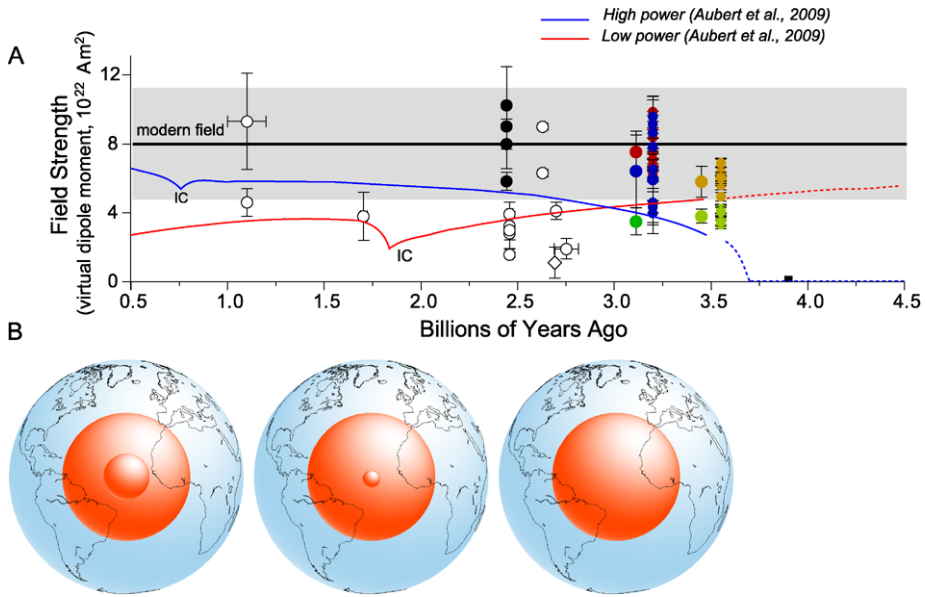 High power (Aubert et al., 2009)
Low power (Aubert et al., 2009)
A
Field Strength
(virtual dipole moment, 10²² Am²)
12
8
4
0
modern field
IC
IC
0.5 1.0 1.5 2.0 2.5 3.0 3.5 4.0 4.5
Billions of Years Ago
B